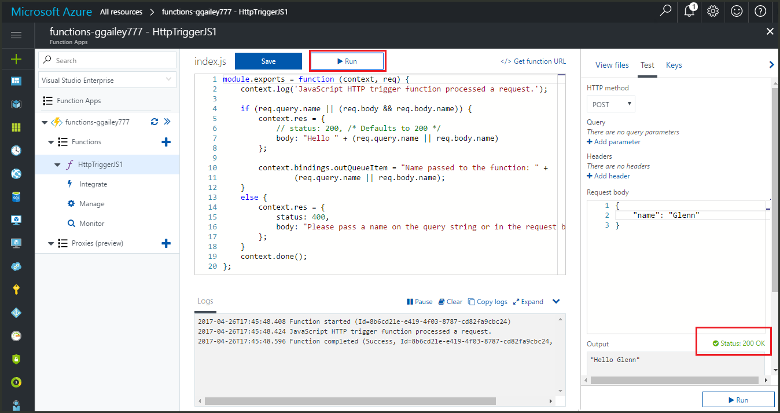 Microsoft Azure All resources > functions-ggailey777 - HttpTriggerJS1
1
functions-ggailey777 - HttpTriggerJS1
Function Apps
Search
Visual Studio Enterprise
Function Apps
functions-ggailey777
Functions
HttpTriggerJS1
Integrate
Manage
Monitor
Proxies (preview)
index.js
Save
Run
</> Get function URL
1 module.exports = function (context, req) {
2 context.log('JavaScript HTTP trigger function processed a request.');
3
4 if (req.query.name || (req.body && req.body.name)) {
5 context.res = {
6 // status: 200, /* Defaults to 200 */
7 body: "Hello " + (req.query.name || req.body.name)
8 };
9
10 context.bindings.outQueueItem = "Name passed to the function: " +
11 (req.query.name || req.body.name);
12 }
13 else {
14 context.res = {
15 status: 400,
16 body: "Please pass a name on the query string or in the request b
17 };
18 }
19 context.done();
20 };
Logs
Pause
Clear
Copy logs
Expand
2017-04-26T17:45:48.408 Function started (Id=8b6cd21e-e419-4f03-8787-cd82fa9cbc24)
2017-04-26T17:45:48.424 JavaScript HTTP trigger function processed a request.
2017-04-26T17:45:48.596 Function completed (Success, Id=8b6cd21e-e419-4f03-8787-cd82fa9cbc24,
View files
Test
Keys
HTTP method
POST
Query
There are no query parameters
+ Add parameter
Headers
There are no headers
+ Add header
Request body
1 {
2 "name": "Glenn"
3 }
Output
Status: 200 OK
"Hello Glenn"
Run